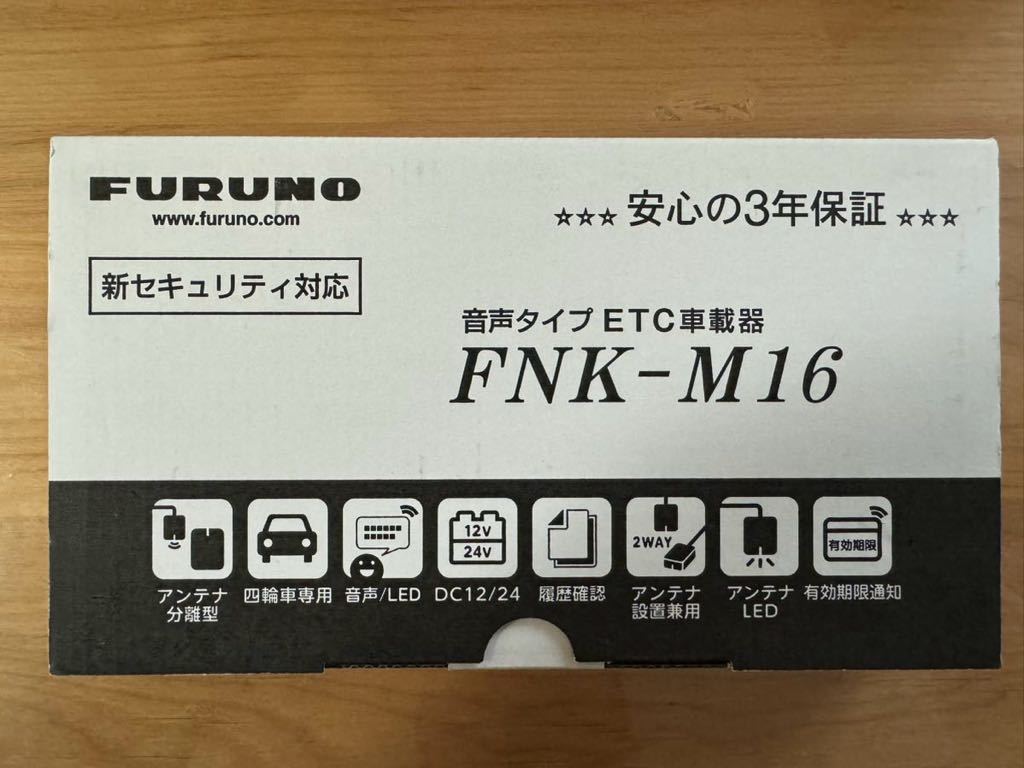 FURUNO
www.furuno.com
☆☆☆ 安心の3年保証 ☆☆☆
新セキュリティ対応
音声タイプ ETC車載器
FNK-M16
12V
24V
2WAY
有効期限
アンテナ
分離型
四輪車専用
音声/LED
DC12/24
履歴確認
アンテナ
設置兼用
アンテナ
LED
有効期限通知